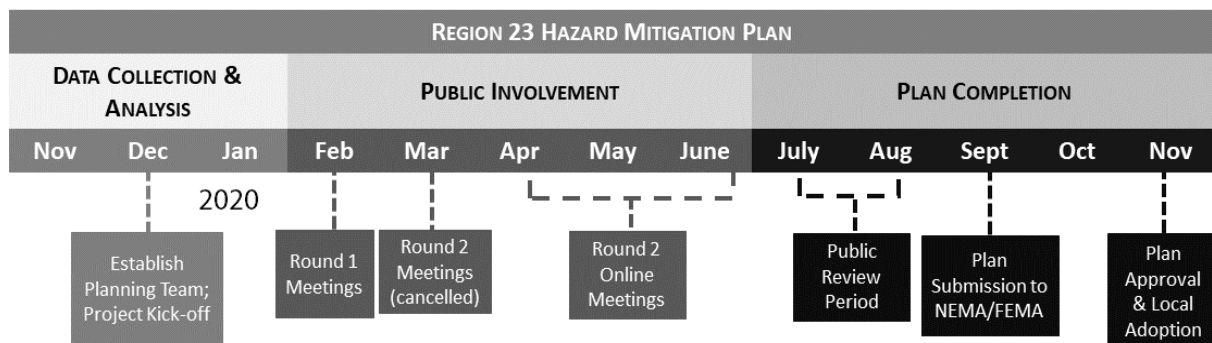 REGION 23 HAZARD MITIGATION PLAN
DATA COLLECTION &
ANALYSIS
PUBLIC INVOLVEMENT
PLAN COMPLETION
Nov Dec Jan Feb Mar Apr May June July Aug Sept Oct Nov
2020
Establish
Planning Team;
Project Kick-off
Round 1
Meetings
Round 2
Meetings
(cancelled)
Round 2
Online
Meetings
Public
Review
Period
Plan
Submission to
NEMA/FEMA
Plan
Approval
& Local
Adoption